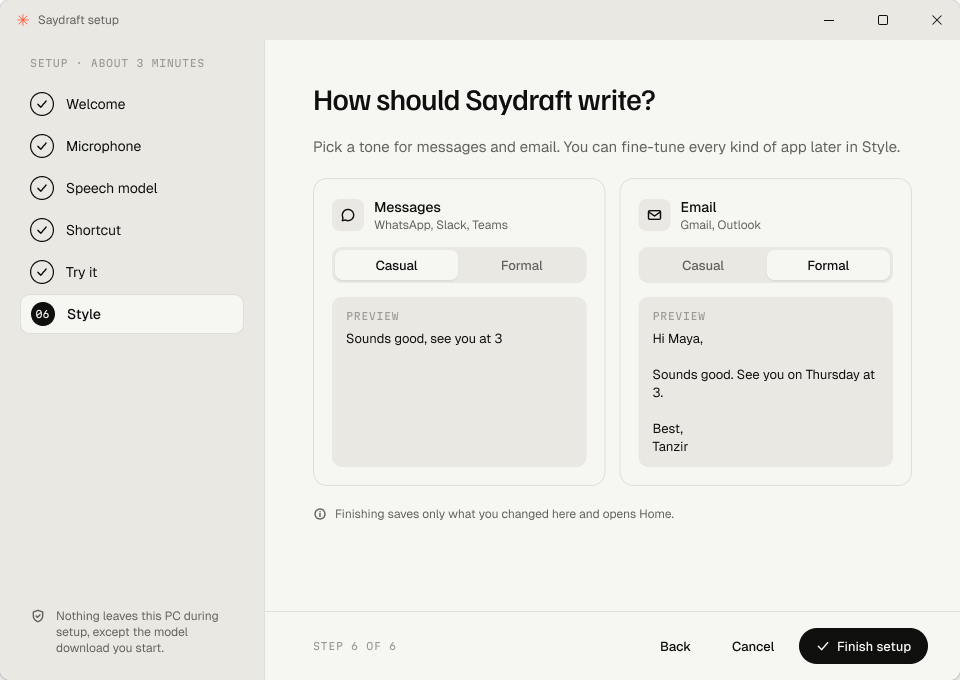 Saydraft setup
SETUP · ABOUT 3 MINUTES
Welcome
Microphone
Speech model
Shortcut
Try it
06 Style
Nothing leaves this PC during
setup, except the model
download you start.
How should Saydraft write?
Pick a tone for messages and email. You can fine-tune every kind of app later in Style.
Messages
WhatsApp, Slack, Teams
Casual Formal
PREVIEW
Sounds good, see you at 3
Email
Gmail, Outlook
Casual Formal
PREVIEW
Hi Maya,
Sounds good. See you on Thursday at
3.
Best,
Tanzir
Finishing saves only what you changed here and opens Home.
STEP 6 OF 6
Back
Cancel
Finish setup